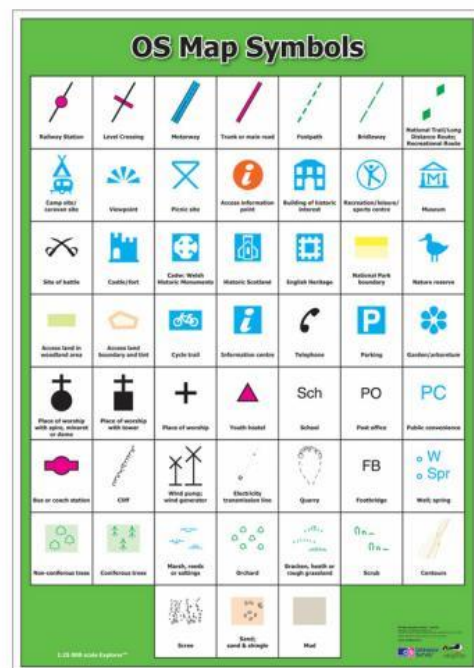 OS Map Symbols
Railway Station
Level Crossing
Motorway
Trunk or main road
Footpath
Bridleway
National Trail/Long
Distance Route;
Recreational Route
Camp site/
caravan site
Viewpoint
Picnic site
Access information
point
Building of historic
interest
Recreation/leisure/
sports centre
M
Museum
Site of battle
Castle/fort
Cadw: Welsh
Historic Monuments
Historic Scotland
English Heritage
National Park
boundary
Nature reserve
Access land in
woodland area
Access land
boundary and tint
Cycle trail
i
Information centre
Telephone
P
Parking
Garden/arboretum
Place of worship
with spire, minaret
or dome
Place of worship
with tower
Place of worship
Youth hostel
Sch
School
PO
Post office
PC
Public convenience
Bus or coach station
Cliff
Wind pump;
wind generator
Electricity
transmission line
Quarry
FB
Footbridge
W
Spr
Well; spring
Non-coniferous trees
Coniferous trees
Marsh, reeds
or saltings
Orchard
Bracken, heath or
rough grassland
Scrub
Contours
Scree
Sand;
sand & shingle
Mud
1:25 000 scale Explorer™